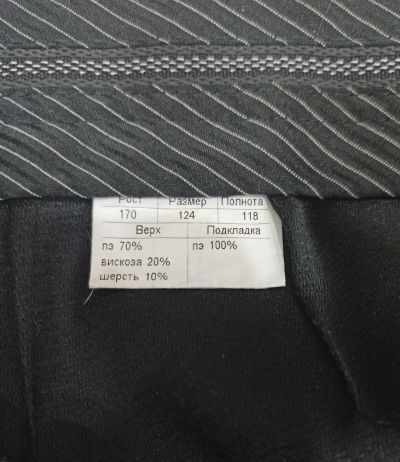 Рост Размер Полнота
170 124 118
Верх Подкладка
пэ 70% пэ 100%
вискоза 20%
шерсть 10%